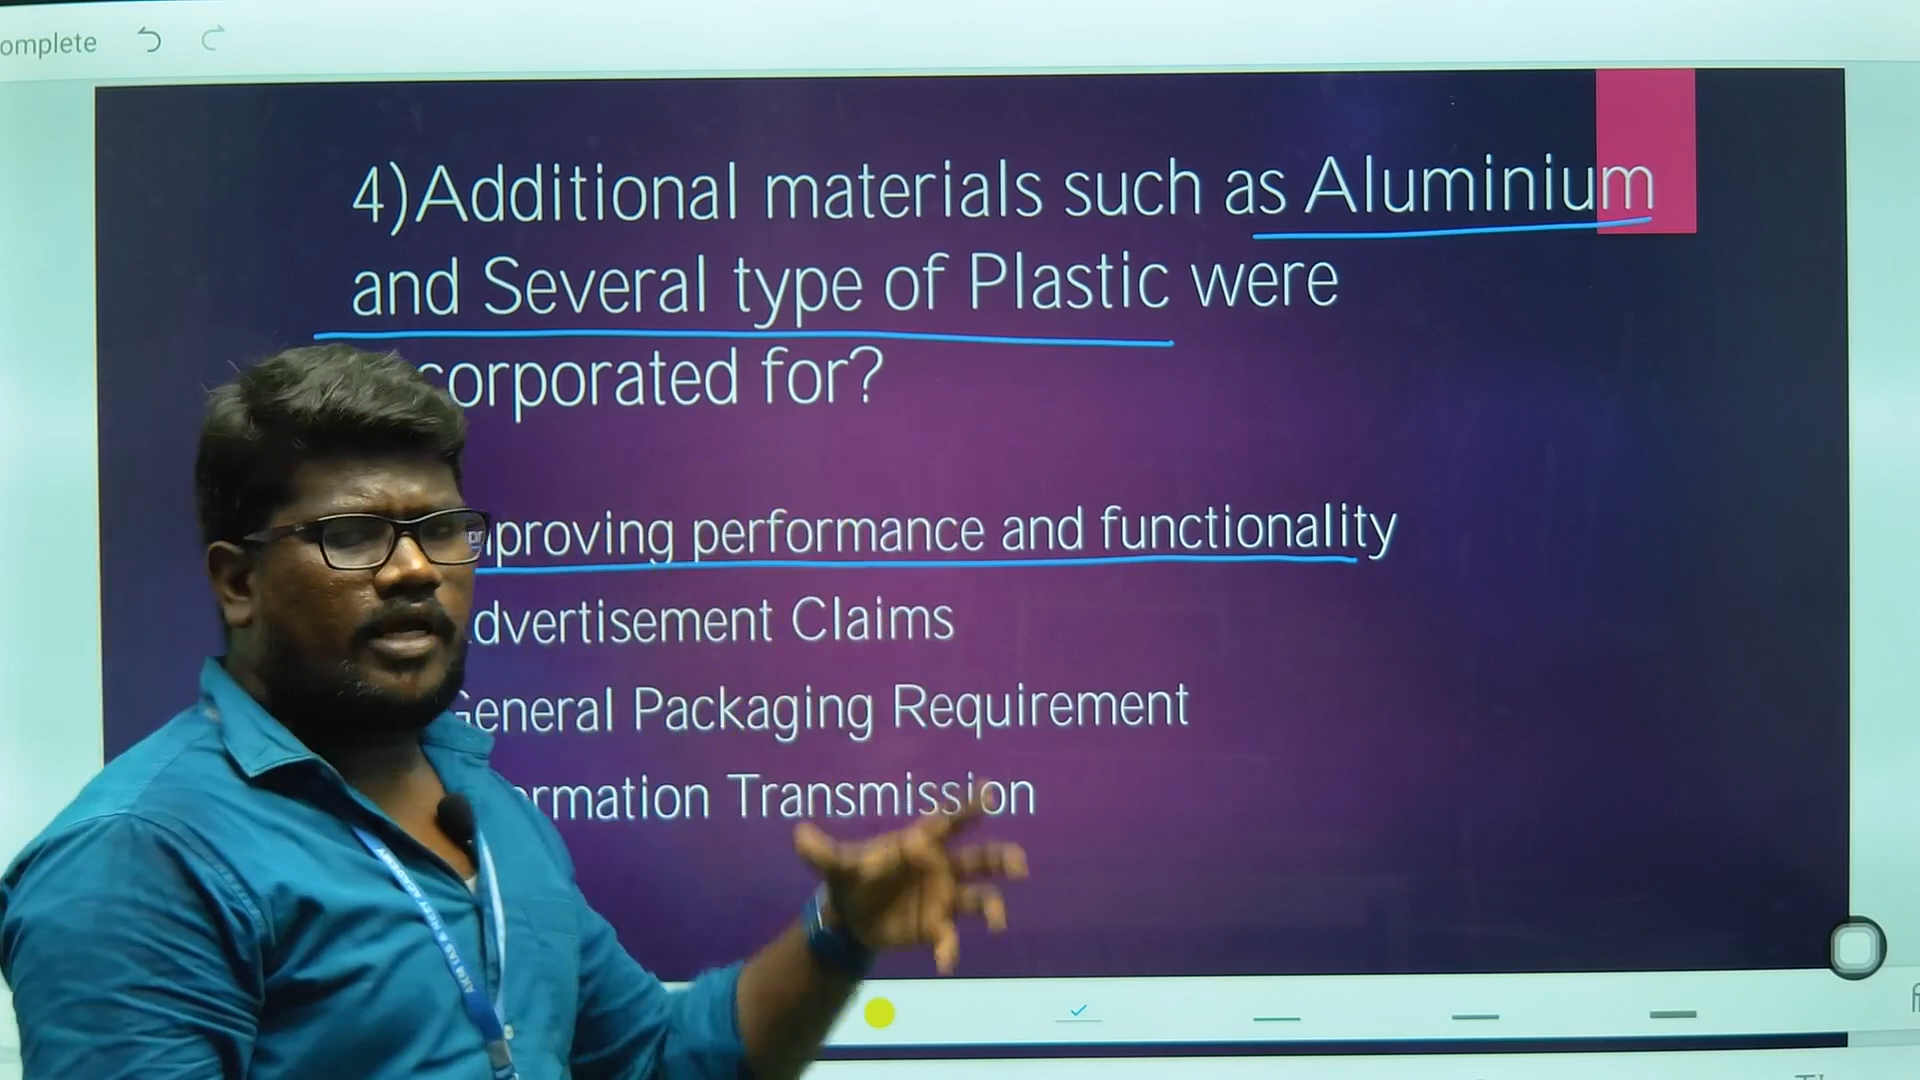 omplete
4)Additional materials such as Aluminium
and Several type of Plastic were
corporated for?
proving performance and functionality
dvertisement Claims
General Packaging Requirement
ormation Transmission